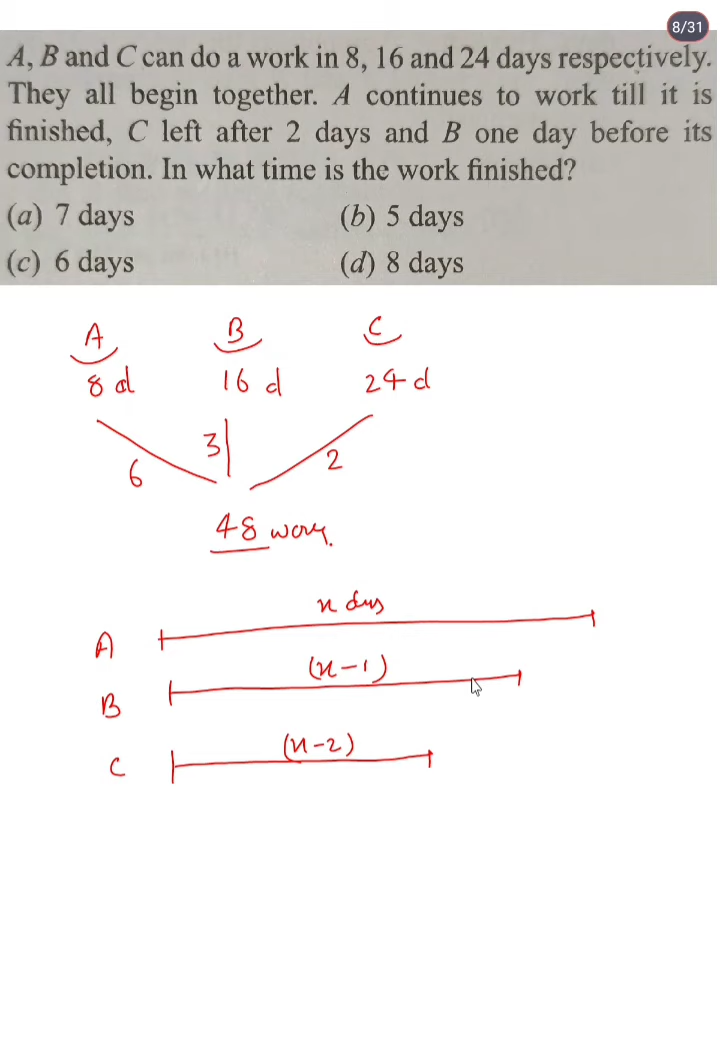 8/31
A, B and C can do a work in 8, 16 and 24 days respectively.
They all begin together. A continues to work till it is
finished, C left after 2 days and B one day before its
completion. In what time is the work finished?
(a) 7 days (b) 5 days
(c) 6 days (d) 8 days
A B C
8 d 16 d 24 d
6 3 2
48 work
x days
A
(x-1)
B
(x-2)
C